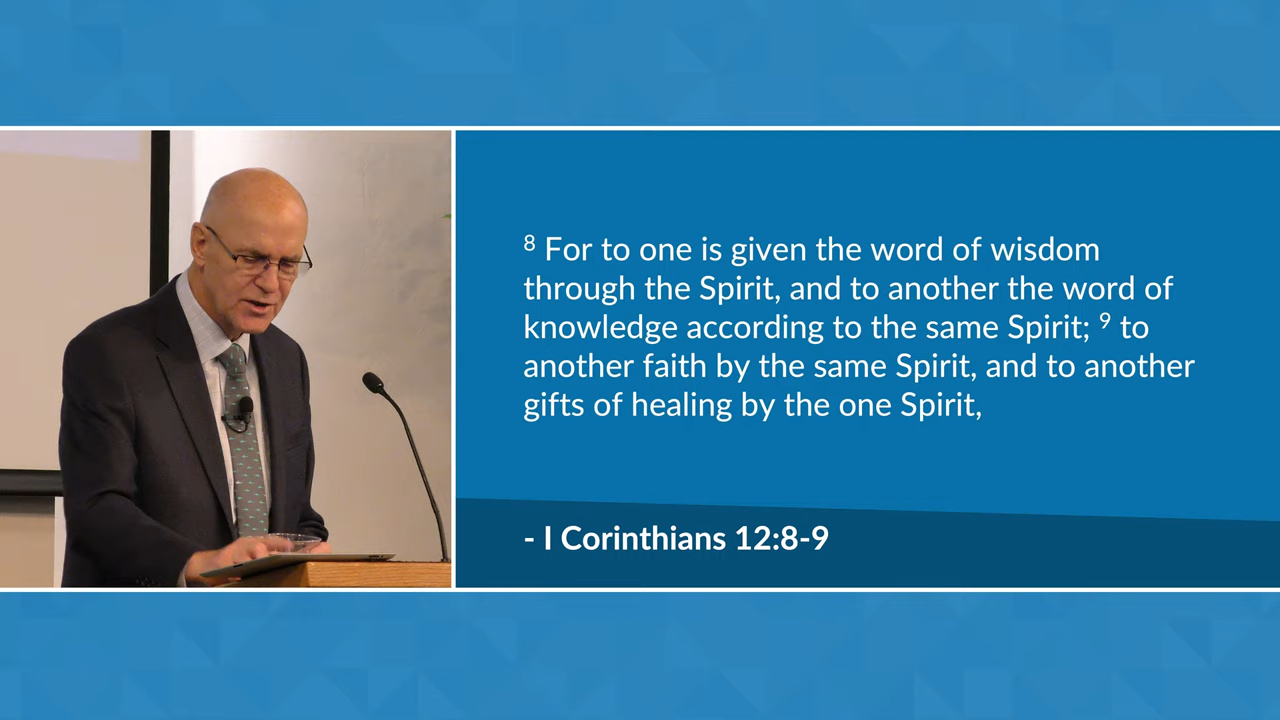 ⁸ For to one is given the word of wisdom
through the Spirit, and to another the word of
knowledge according to the same Spirit; ⁹ to
another faith by the same Spirit, and to another
gifts of healing by the one Spirit,
- I Corinthians 12:8-9